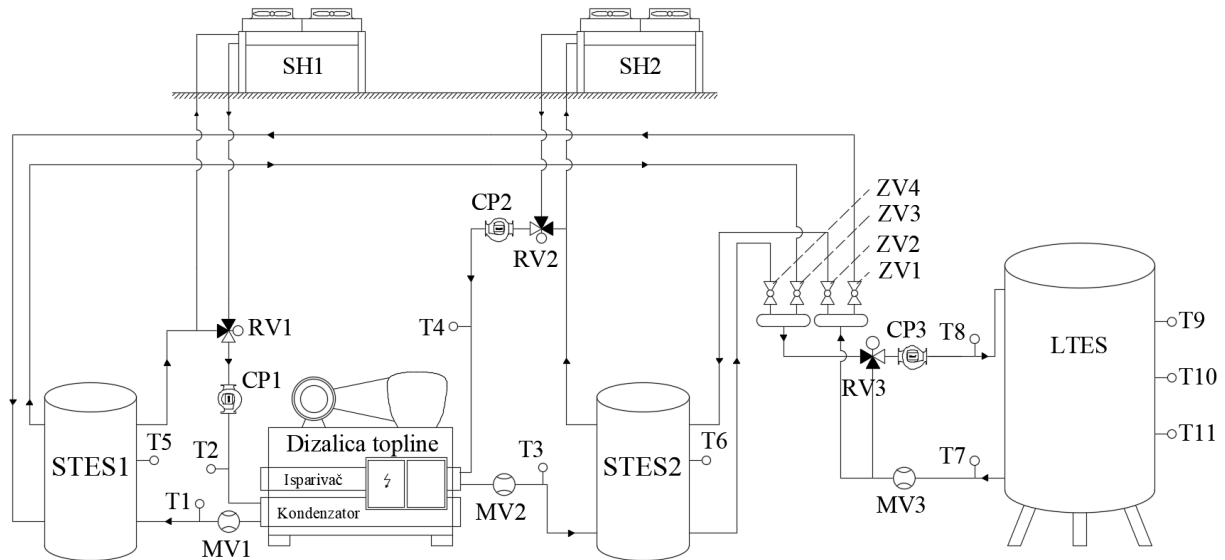 SH1
SH2
ZV4
ZV3
ZV2
ZV1
CP2
RV2
RV1
T4
CP3
T8
T9
LTES
T10
T11
RV3
CP1
T5
T2
Dizalica topline
STES1
STES2
T6
T3
T7
Isparivač
Kondenzator
T1
MV1
MV2
MV3